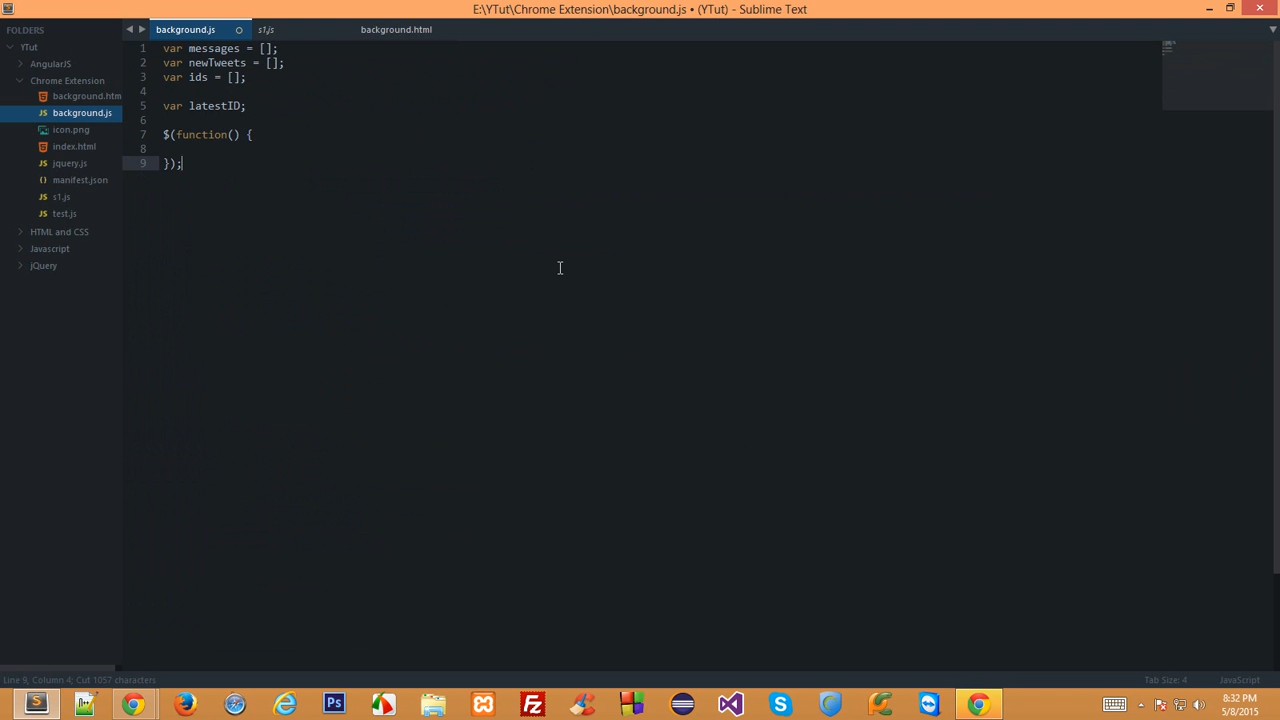 E:\YTut\Chrome Extension\background.js • (YTut) - Sublime Text
FOLDERS
YTut
AngularJS
Chrome Extension
background.htm
background.js
icon.png
index.html
jquery.js
manifest.json
s1.js
test.js
HTML and CSS
Javascript
jQuery
background.js
s1.js
background.html
1 var messages = [];
2 var newTweets = [];
3 var ids = [];
4
5 var latestID;
6
7 $(function() {
8
9 });
Line 9, Column 4; Cut 1057 characters
Tab Size: 4
JavaScript
8:32 PM
5/8/2015